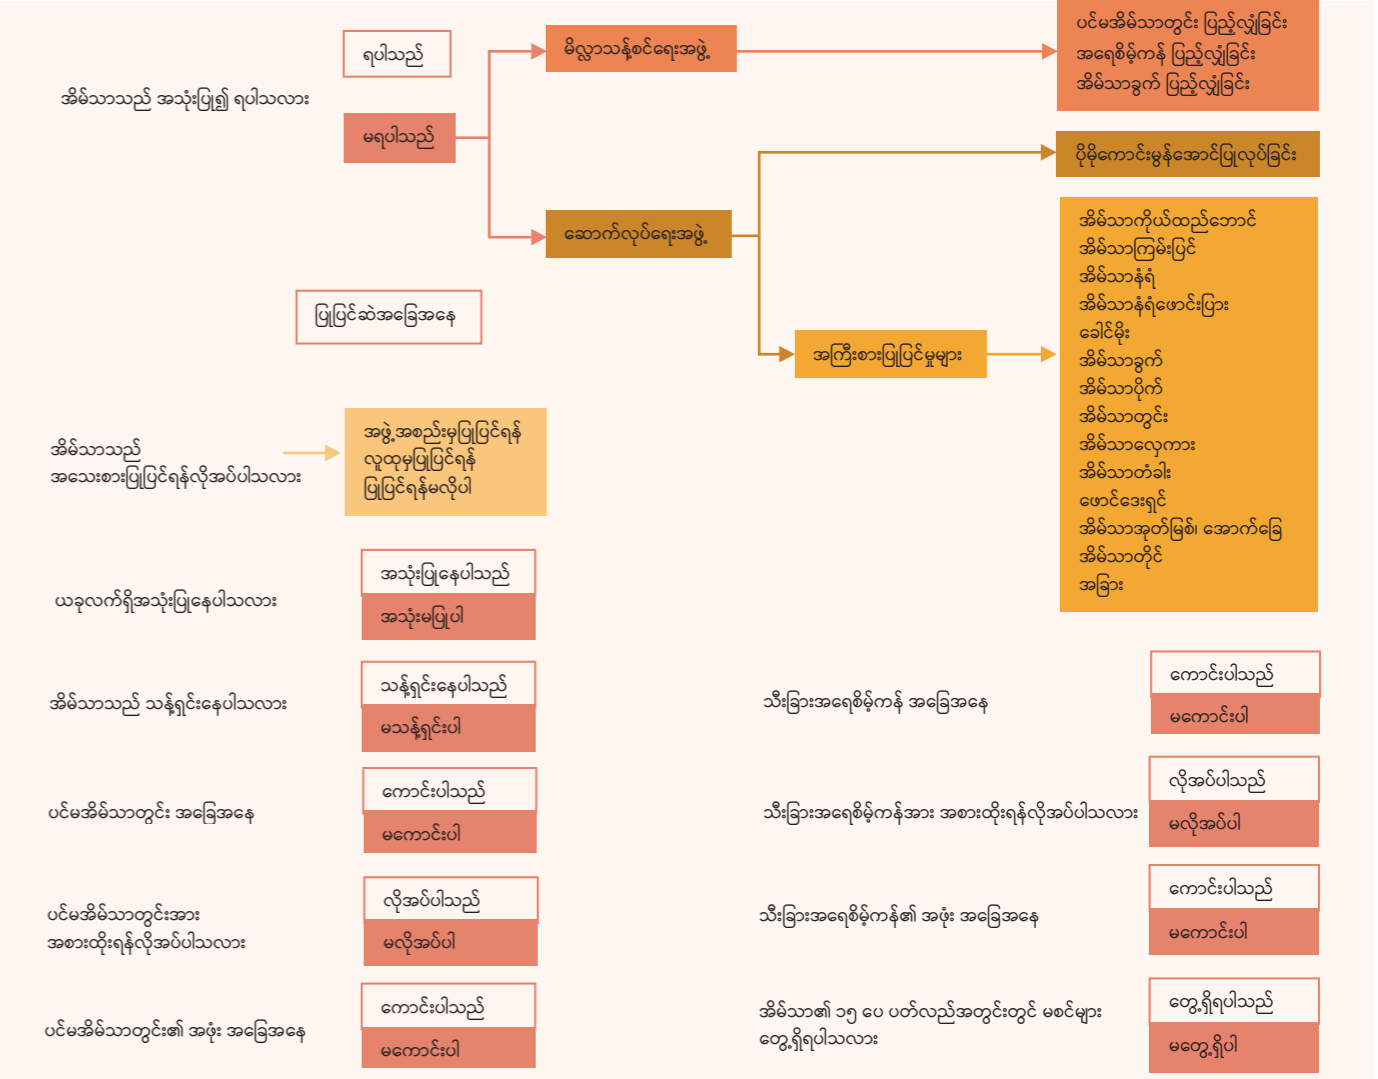 အိမ်သာသည် အသုံးပြု၍ ရပါသလား
ရပါသည်
မရပါသည်
မိလ္လာသန့်စင်ရေးအဖွဲ့
ပင်မအိမ်သာတွင်း ပြည့်လျှံခြင်း
အရေစိမ့်ကန် ပြည့်လျှံခြင်း
အိမ်သာခွက် ပြည့်လျှံခြင်း
ဆောက်လုပ်ရေးအဖွဲ့
ပိုမိုကောင်းမွန်အောင်ပြုလုပ်ခြင်း
အကြီးစားပြုပြင်မှုများ
အိမ်သာကိုယ်ထည်ဘောင်
အိမ်သာကြမ်းပြင်
အိမ်သာနံရံ
အိမ်သာနံရံဖောင်းပြား
ခေါင်မိုး
အိမ်သာခွက်
အိမ်သာပိုက်
အိမ်သာတွင်း
အိမ်သာလှေကား
အိမ်သာတံခါး
ဖောင်ဒေးရှင်
အိမ်သာအုတ်မြစ်၊ အောက်ခြေ
အိမ်သာတိုင်
အခြား
ပြုပြင်ဆဲအခြေအနေ
အိမ်သာသည်
အသေးစားပြုပြင်ရန်လိုအပ်ပါသလား
အဖွဲ့အစည်းမှပြုပြင်ရန်
လူထုမှပြုပြင်ရန်
ပြုပြင်ရန်မလိုပါ
ယခုလက်ရှိအသုံးပြုနေပါသလား
အသုံးပြုနေပါသည်
အသုံးမပြုပါ
အိမ်သာသည် သန့်ရှင်းနေပါသလား
သန့်ရှင်းနေပါသည်
မသန့်ရှင်းပါ
ပင်မအိမ်သာတွင်း အခြေအနေ
ကောင်းပါသည်
မကောင်းပါ
ပင်မအိမ်သာတွင်းအား
အစားထိုးရန်လိုအပ်ပါသလား
လိုအပ်ပါသည်
မလိုအပ်ပါ
ပင်မအိမ်သာတွင်း၏ အဖုံး အခြေအနေ
ကောင်းပါသည်
မကောင်းပါ
သီးခြားအရေစိမ့်ကန် အခြေအနေ
ကောင်းပါသည်
မကောင်းပါ
သီးခြားအရေစိမ့်ကန်အား အစားထိုးရန်လိုအပ်ပါသလား
လိုအပ်ပါသည်
မလိုအပ်ပါ
သီးခြားအရေစိမ့်ကန်၏ အဖုံး အခြေအနေ
ကောင်းပါသည်
မကောင်းပါ
အိမ်သာ၏ ၁၅ ပေ ပတ်လည်အတွင်းတွင် မစင်များ
တွေ့ရှိရပါသလား
တွေ့ရှိရပါသည်
မတွေ့ရှိပါ